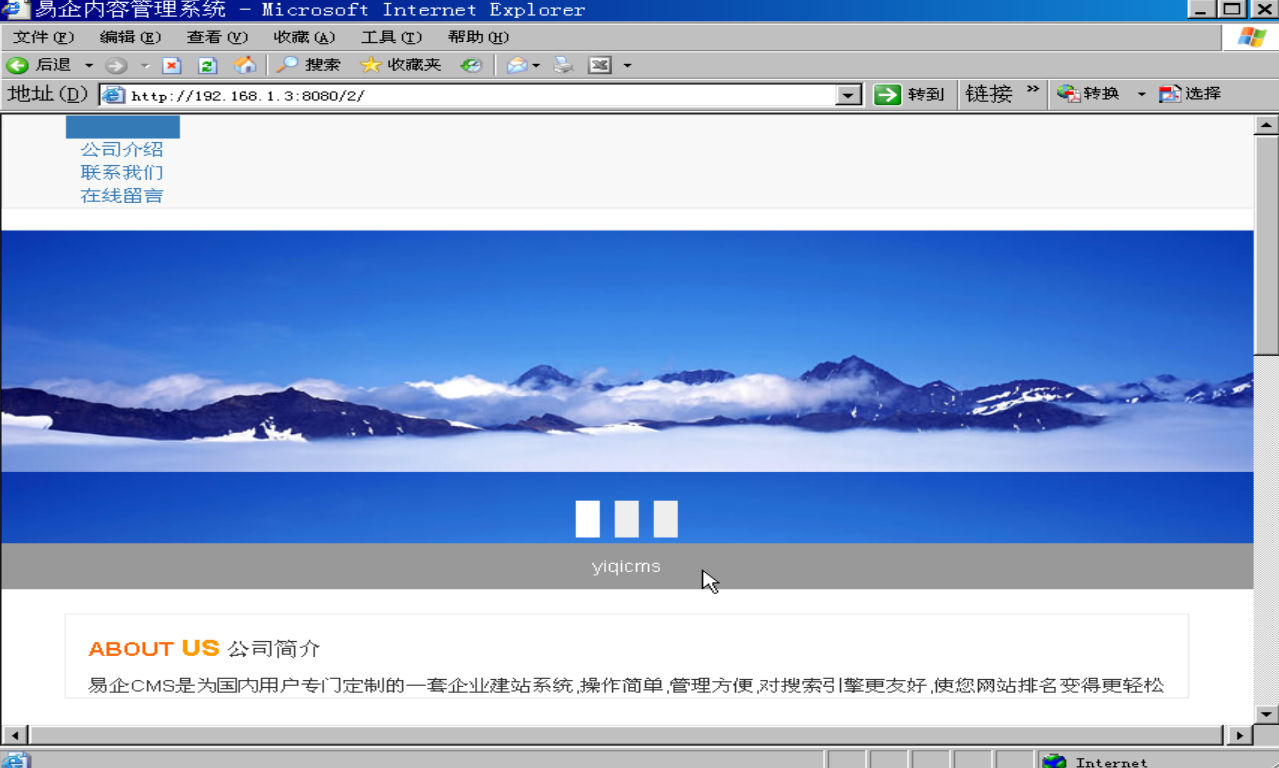 易企内容管理系统 - Microsoft Internet Explorer
文件(F) 编辑(E) 查看(V) 收藏(A) 工具(T) 帮助(H)
后退 搜索 收藏夹
地址(D) http://192.168.1.3:8080/2/ 转到 链接 » 转换 选择
公司介绍
联系我们
在线留言
yiqicms
ABOUT US 公司简介
易企CMS是为国内用户专门定制的一套企业建站系统,操作简单,管理方便,对搜索引擎更友好,使您网站排名变得更轻松
Internet